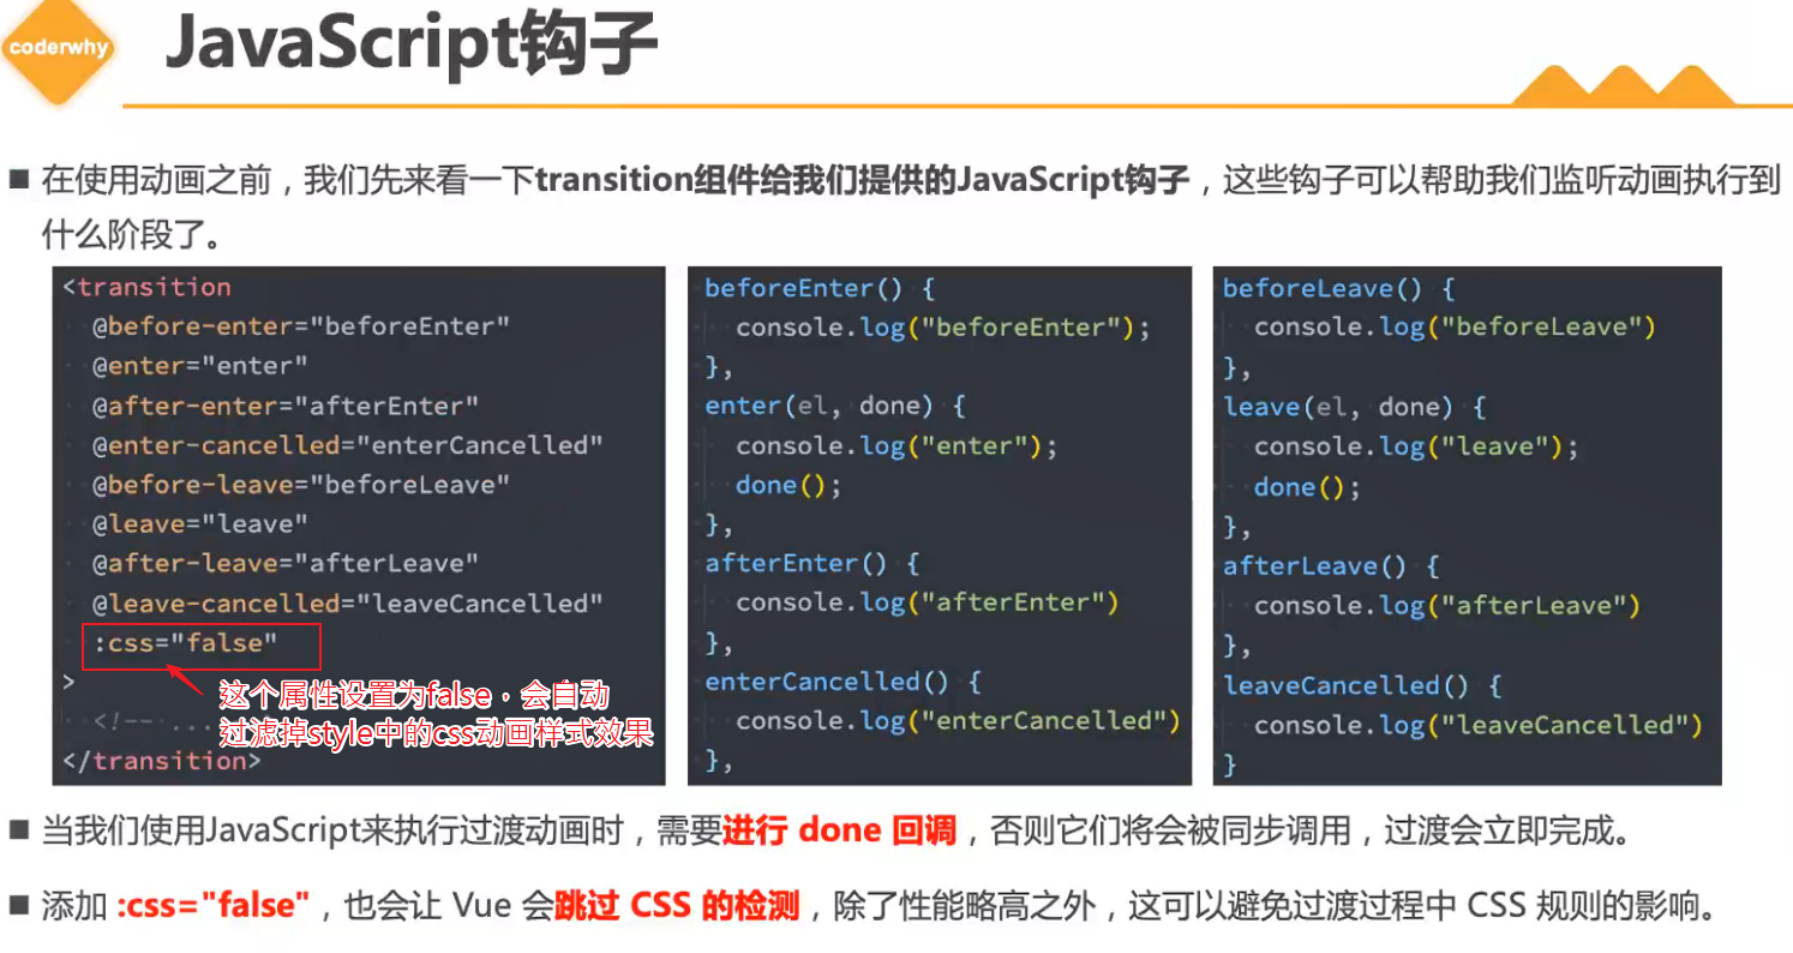 coderwhy
JavaScript钩子
■ 在使用动画之前，我们先来看一下transition组件给我们提供的JavaScript钩子，这些钩子可以帮助我们监听动画执行到
什么阶段了。
<transition
@before-enter="beforeEnter"
@enter="enter"
@after-enter="afterEnter"
@enter-cancelled="enterCancelled"
@before-leave="beforeLeave"
@leave="leave"
@after-leave="afterLeave"
@leave-cancelled="leaveCancelled"
:css="false"
>
这个属性设置为false，会自动
<!-- ...
过滤掉style中的css动画样式效果
</transition>
beforeEnter() {
console.log("beforeEnter");
},
enter(el, done) {
console.log("enter");
done();
},
afterEnter() {
console.log("afterEnter")
},
enterCancelled() {
console.log("enterCancelled")
},
beforeLeave() {
console.log("beforeLeave")
},
leave(el, done) {
console.log("leave");
done();
},
afterLeave() {
console.log("afterLeave")
},
leaveCancelled() {
console.log("leaveCancelled")
}
■ 当我们使用JavaScript来执行过渡动画时，需要进行 done 回调，否则它们将会被同步调用，过渡会立即完成。
■ 添加 :css="false"，也会让 Vue 会跳过 CSS 的检测，除了性能略高之外，这可以避免过渡过程中 CSS 规则的影响。